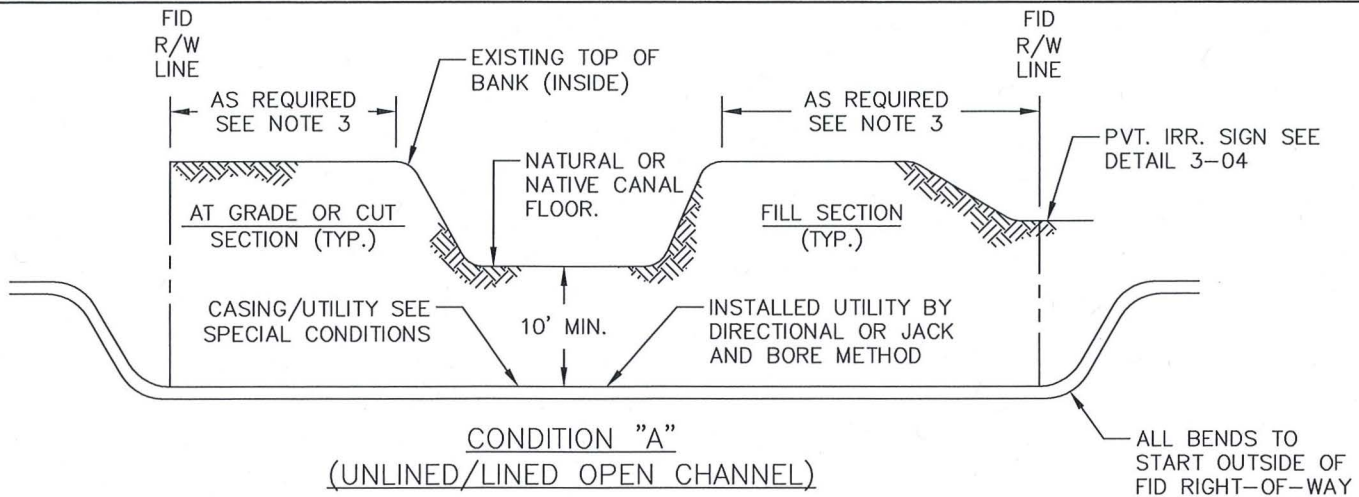 FID
R/W
LINE
FID
R/W
LINE
EXISTING TOP OF
BANK (INSIDE)
AS REQUIRED
SEE NOTE 3
AS REQUIRED
SEE NOTE 3
PVT. IRR. SIGN SEE
DETAIL 3-04
NATURAL OR
NATIVE CANAL
FLOOR.
AT GRADE OR CUT
SECTION (TYP.)
FILL SECTION
(TYP.)
CASING/UTILITY SEE
SPECIAL CONDITIONS
10' MIN.
INSTALLED UTILITY BY
DIRECTIONAL OR JACK
AND BORE METHOD
CONDITION "A"
(UNLINED/LINED OPEN CHANNEL)
ALL BENDS TO
START OUTSIDE OF
FID RIGHT-OF-WAY